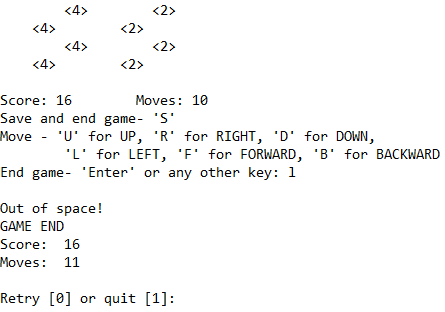 <4> <2>
<4> <2>
<4> <2>
<4> <2>
Score: 16 Moves: 10
Save and end game- 'S'
Move - 'U' for UP, 'R' for RIGHT, 'D' for DOWN,
'L' for LEFT, 'F' for FORWARD, 'B' for BACKWARD
End game- 'Enter' or any other key: l
Out of space!
GAME END
Score: 16
Moves: 11
Retry [0] or quit [1]: